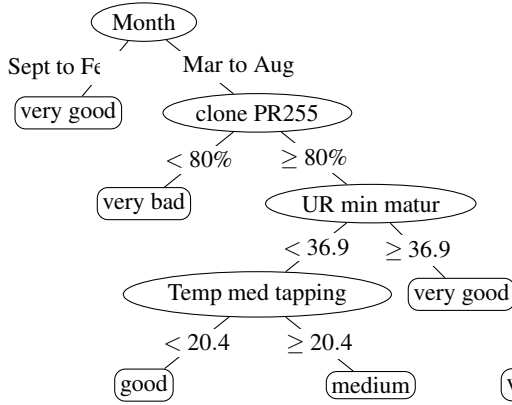 Month
Sept to Fe
Mar to Aug
very good
clone PR255
< 80%
≥ 80%
very bad
UR min matur
< 36.9
≥ 36.9
Temp med tapping
very good
< 20.4
≥ 20.4
good
medium